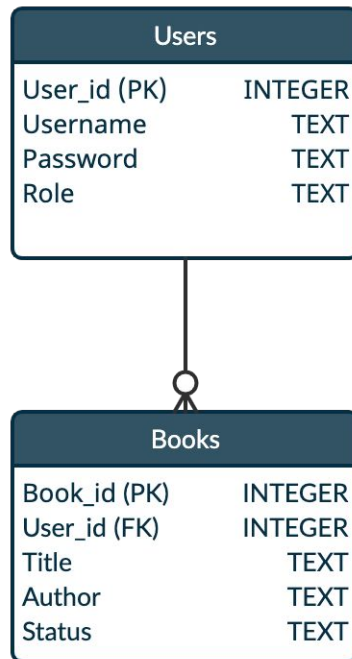 Users
User_id (PK) INTEGER
Username TEXT
Password TEXT
Role TEXT
Books
Book_id (PK) INTEGER
User_id (FK) INTEGER
Title TEXT
Author TEXT
Status TEXT